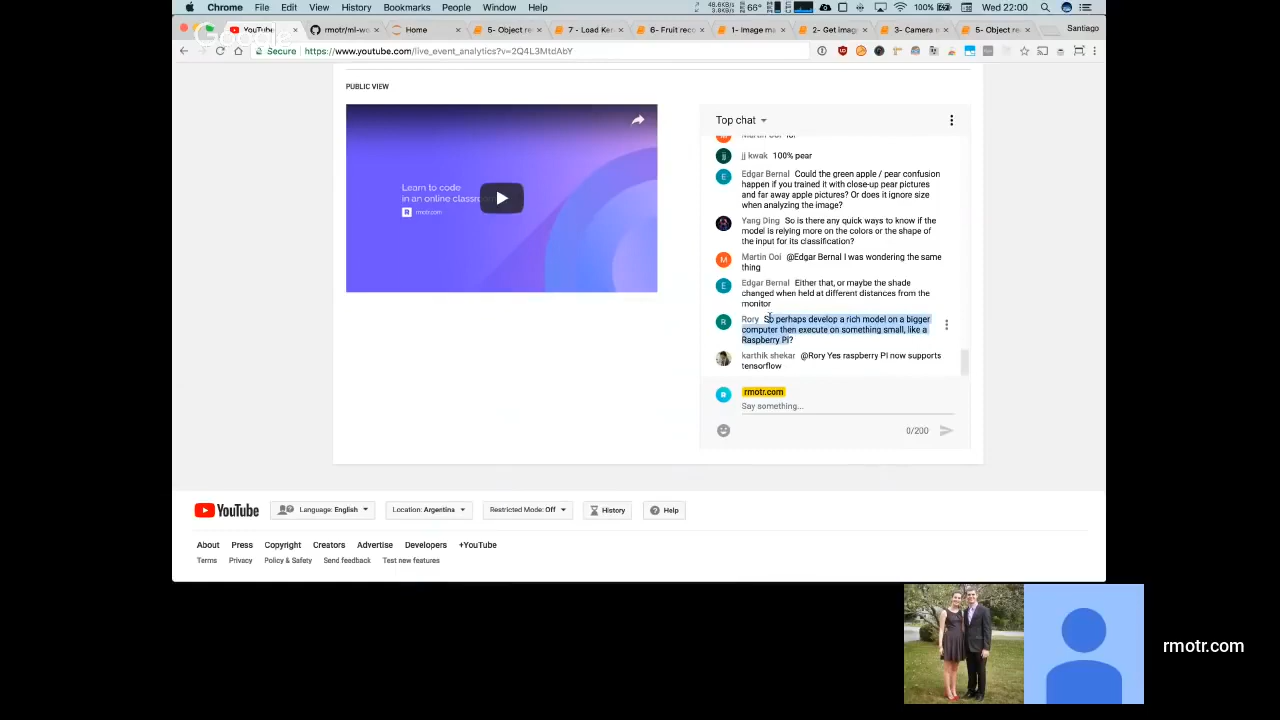 Chrome File Edit View History Bookmarks People Window Help
66° 100% Wed 22:00
YouTube
rmotr/ml-w
Home
5- Object re
7 - Load Ker
6- Fruit reco
1- Image ma
2- Get imag
3- Camera
5- Object re
Santiago
Secure https://www.youtube.com/live_event_analytics?v=2Q4L3MtdAbY
PUBLIC VIEW
Learn to code
in an online classroo
R rmotr.com
Top chat
jj kwak 100% pear
Edgar Bernal Could the green apple / pear confusion
happen if you trained it with close-up pear pictures
and far away apple pictures? Or does it ignore size
when analyzing the image?
Yang Ding So is there any quick ways to know if the
model is relying more on the colors or the shape of
the input for its classification?
Martin Ooi @Edgar Bernal I was wondering the same
thing
Edgar Bernal Either that, or maybe the shade
changed when held at different distances from the
monitor
Rory So perhaps develop a rich model on a bigger
computer then execute on something small, like a
Raspberry Pi?
karthik shekar @Rory Yes raspberry PI now supports
tensorflow
rmotr.com
Say something...
0/200
YouTube
Language: English
Location: Argentina
Restricted Mode: Off
History
Help
About Press Copyright Creators Advertise Developers +YouTube
Terms Privacy Policy & Safety Send feedback Test new features
rmotr.com